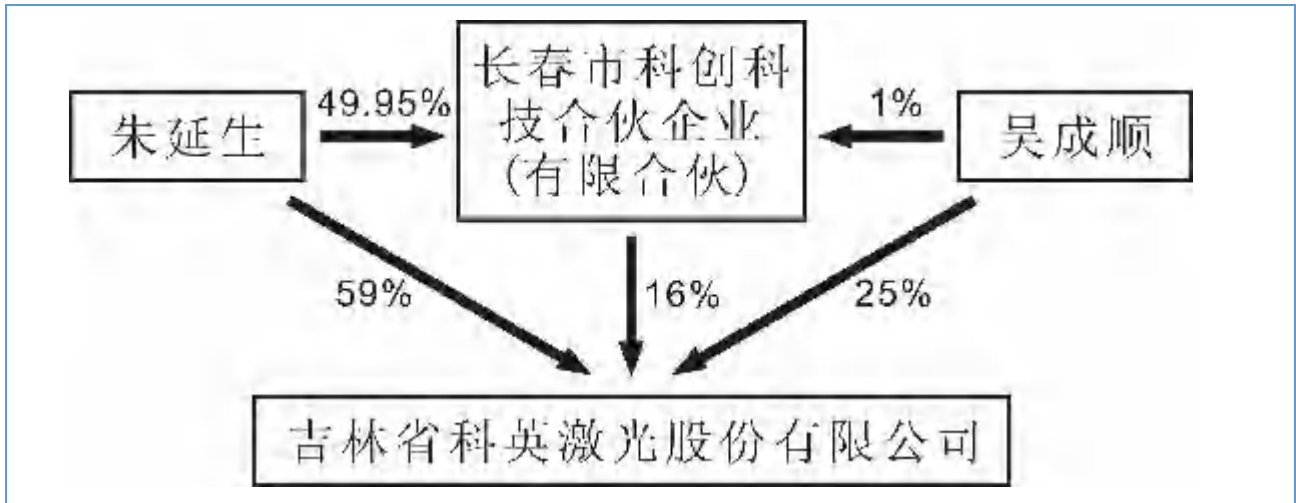 长春市科创科
技合伙企业
(有限合伙)
朱延生
49.95%
1%
吴成顺
59%
16%
25%
吉林省科英激光股份有限公司